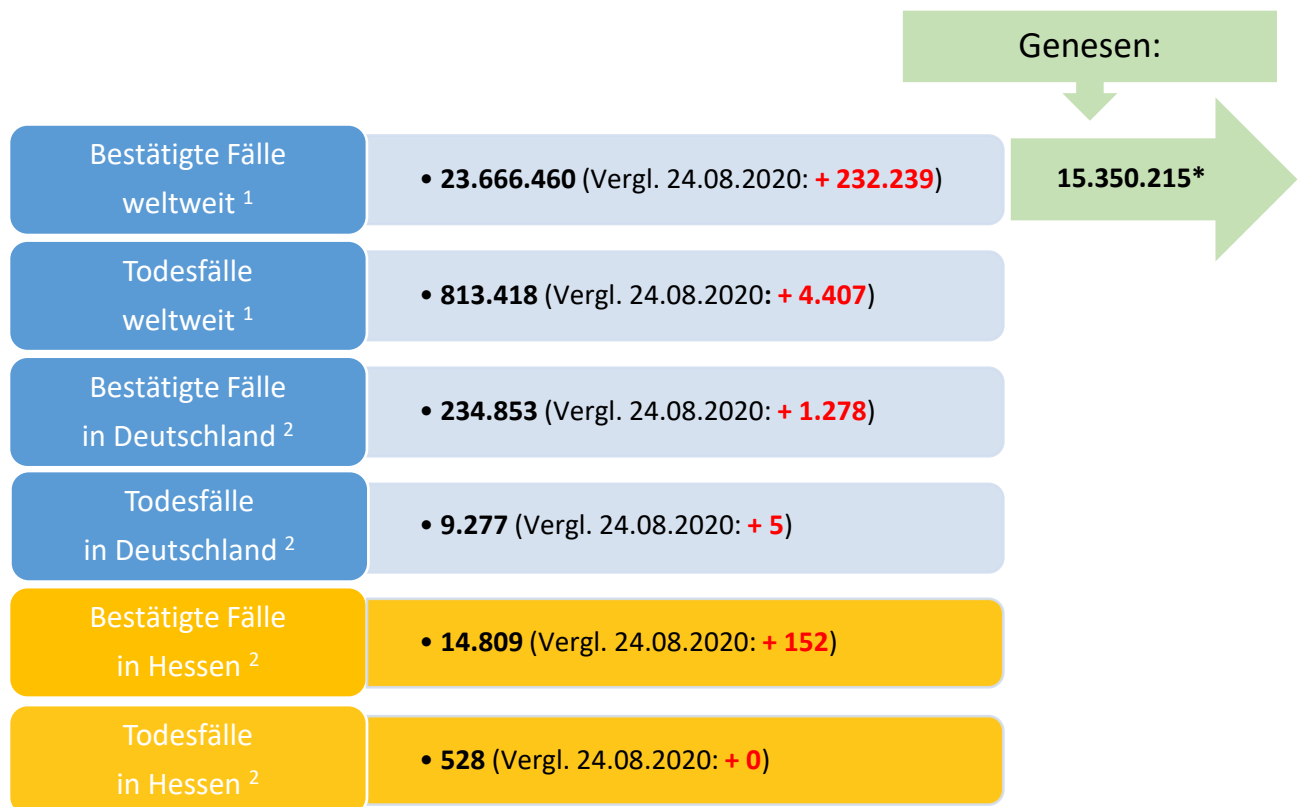 Genesen:
Bestätigte Fälle
weltweit ¹
• 23.666.460 (Vergl. 24.08.2020: + 232.239)
15.350.215*
Todesfälle
weltweit ¹
• 813.418 (Vergl. 24.08.2020: + 4.407)
Bestätigte Fälle
in Deutschland ²
• 234.853 (Vergl. 24.08.2020: + 1.278)
Todesfälle
in Deutschland ²
• 9.277 (Vergl. 24.08.2020: + 5)
Bestätigte Fälle
in Hessen ²
• 14.809 (Vergl. 24.08.2020: + 152)
Todesfälle
in Hessen ²
• 528 (Vergl. 24.08.2020: + 0)